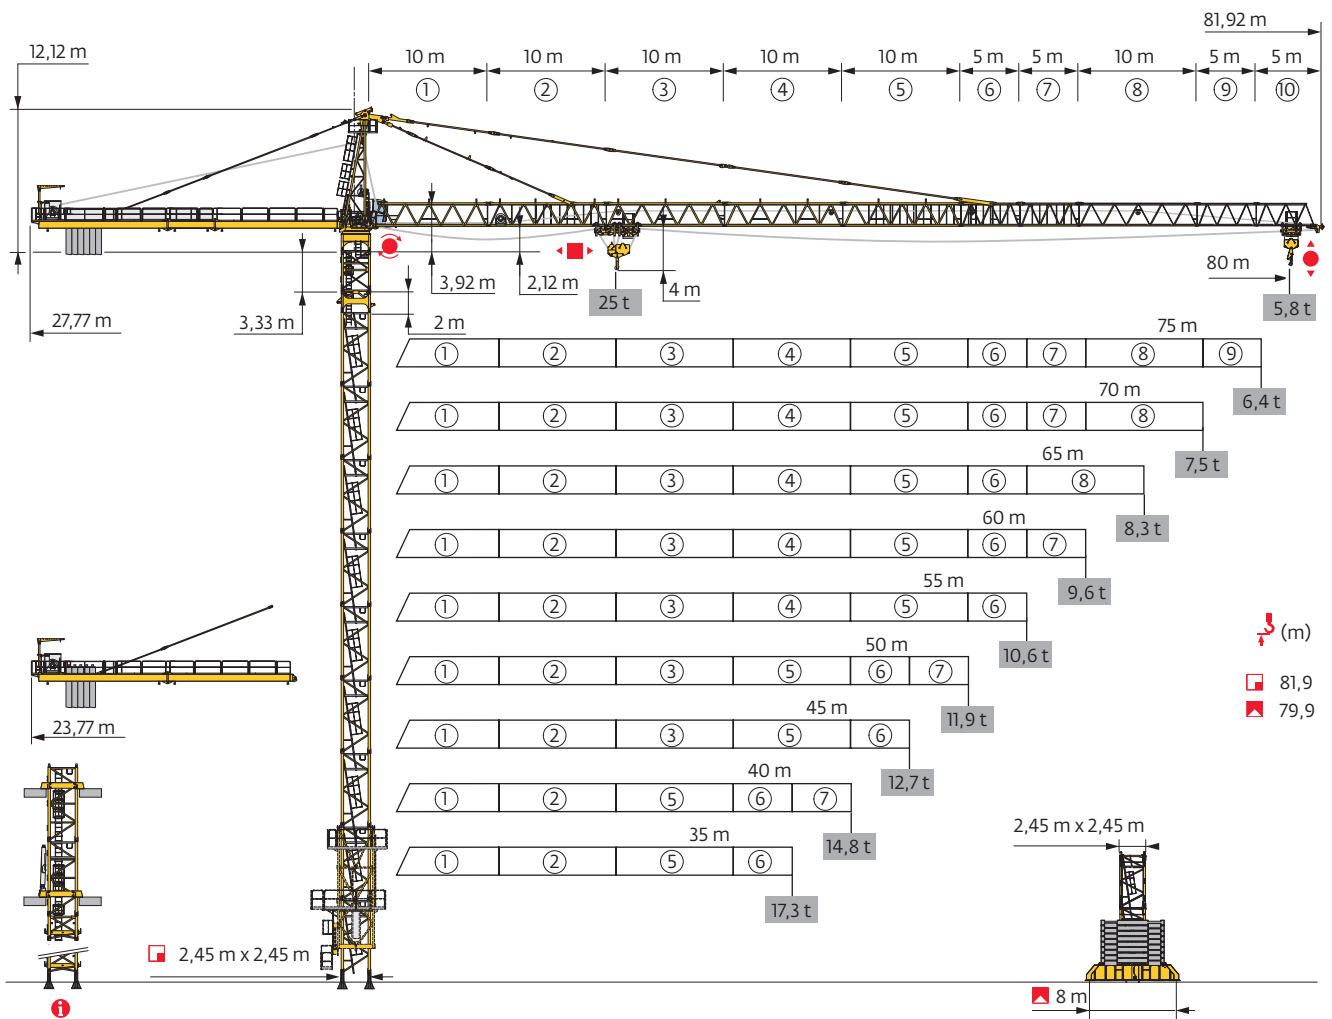 81,92 m
12,12 m
10 m 10 m 10 m 10 m 10 m 5 m 5 m 10 m 5 m 5 m
① ② ③ ④ ⑤ ⑥ ⑦ ⑧ ⑨ ⑩
3,92 m 2,12 m 4 m 80 m
25 t 5,8 t
27,77 m 3,33 m 2 m
75 m
① ② ③ ④ ⑤ ⑥ ⑦ ⑧ ⑨
6,4 t
70 m
① ② ③ ④ ⑤ ⑥ ⑦ ⑧
7,5 t
65 m
① ② ③ ④ ⑤ ⑥ ⑧
8,3 t
60 m
① ② ③ ④ ⑤ ⑥ ⑦
9,6 t
55 m
① ② ③ ④ ⑤ ⑥
10,6 t
(m)
50 m
① ② ③ ⑤ ⑥ ⑦
81,9
79,9
11,9 t
23,77 m
45 m
① ② ③ ⑤ ⑥
12,7 t
40 m
① ② ⑤ ⑥ ⑦
14,8 t
35 m
① ② ⑤ ⑥
17,3 t
2,45 m x 2,45 m
2,45 m x 2,45 m
8 m
i